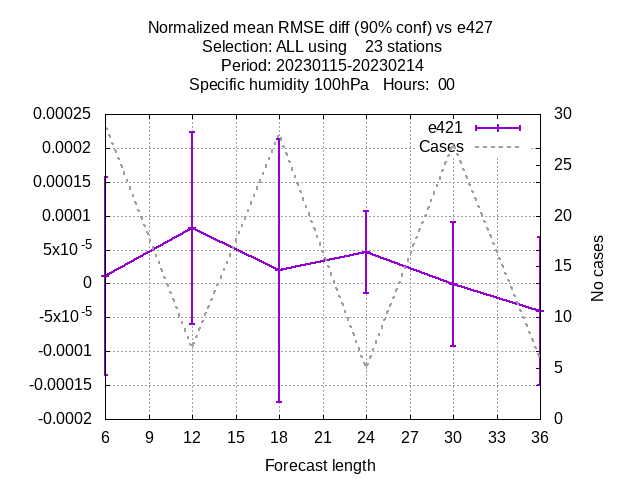 Normalized mean RMSE diff (90% conf) vs e427
Selection: ALL using    23 stations
Period: 20230115-20230214
Specific humidity 100hPa   Hours:  00
0.00025
0.0002
0.00015
0.0001
5x10^-5
0
-5x10^-5
-0.0001
-0.00015
-0.0002
30
25
20
15
10
5
0
e421
Cases
No cases
6 9 12 15 18 21 24 27 30 33 36
Forecast length